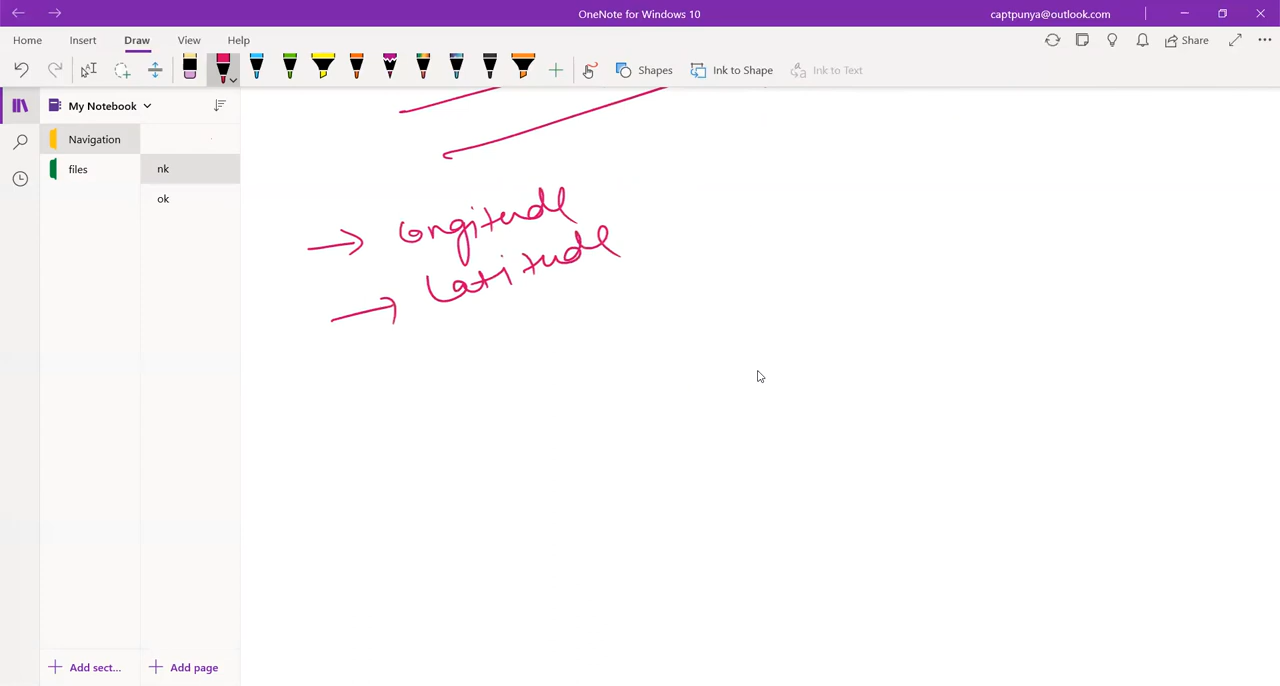 OneNote for Windows 10
captpunya@outlook.com
Home Insert Draw View Help
Share
Shapes Ink to Shape Ink to Text
My Notebook
Navigation
files
nk
ok
Longitude
Latitude
Add sect... Add page